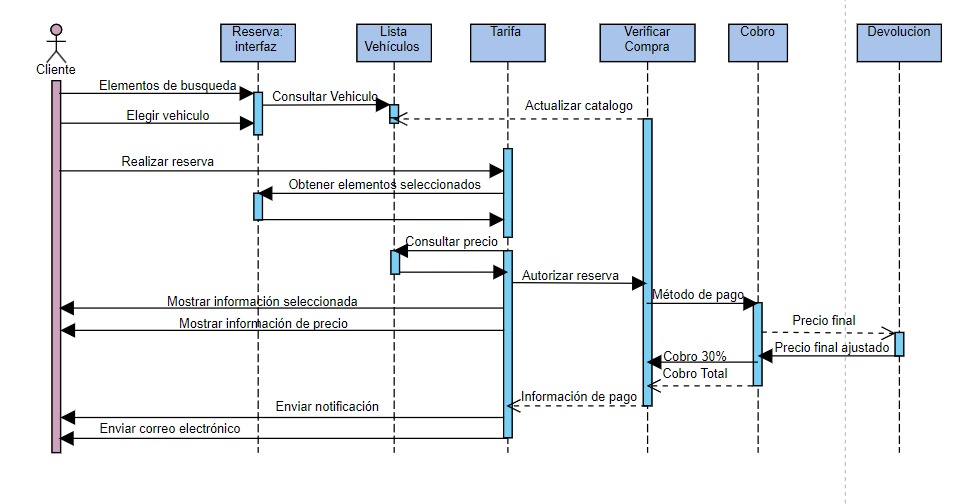 Cliente
Reserva:
interfaz
Lista
Vehículos
Tarifa
Verificar
Compra
Cobro
Devolucion
Elementos de busqueda
Consultar Vehiculo
Actualizar catalogo
Elegir vehiculo
Realizar reserva
Obtener elementos seleccionados
Consultar precio
Autorizar reserva
Método de pago
Mostrar información seleccionada
Precio final
Mostrar información de precio
Precio final ajustado
Cobro 30%
Cobro Total
Información de pago
Enviar notificación
Enviar correo electrónico